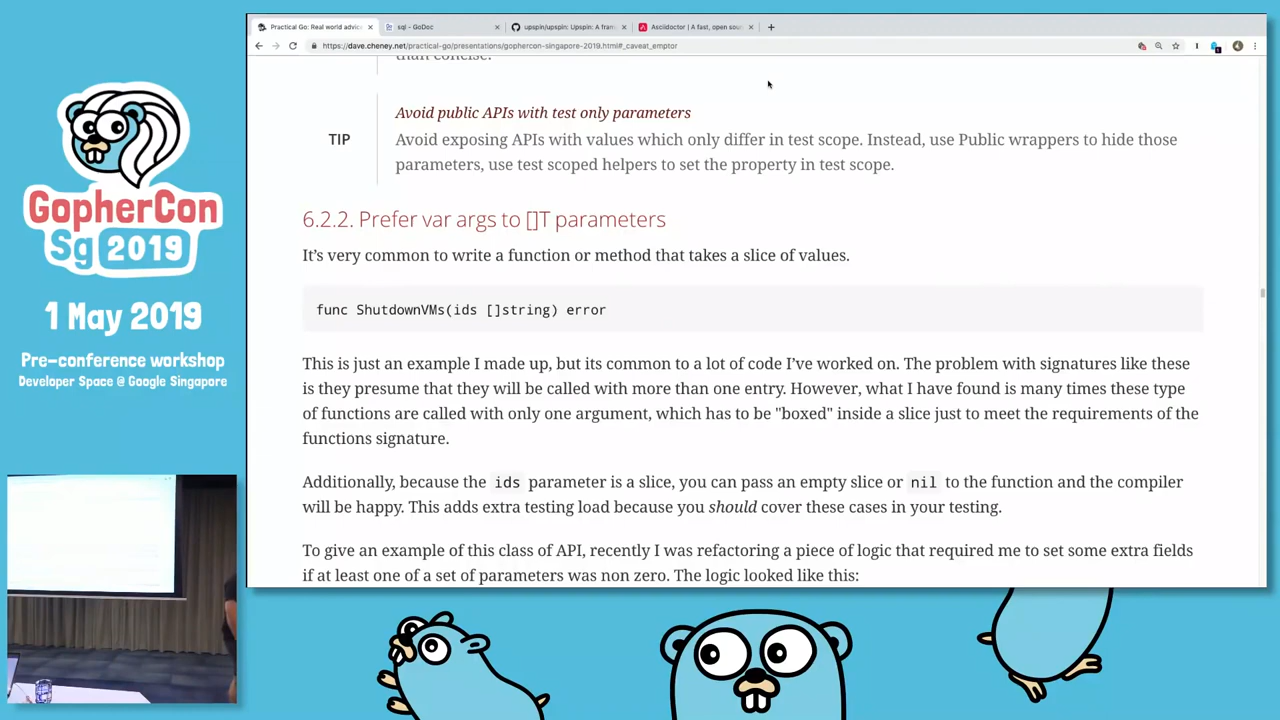 Practical Go: Real world advice
sql - GoDoc
upspin/upspin: Upspin: A fram
Asciidoctor | A fast, open sou
https://dave.cheney.net/practical-go/presentations/gophercon-singapore-2019.html#_caveat_emptor
than concise.
Avoid public APIs with test only parameters
TIP
Avoid exposing APIs with values which only differ in test scope. Instead, use Public wrappers to hide those
parameters, use test scoped helpers to set the property in test scope.
6.2.2. Prefer var args to []T parameters
It's very common to write a function or method that takes a slice of values.
func ShutdownVMs(ids []string) error
This is just an example I made up, but its common to a lot of code I've worked on. The problem with signatures like these
is they presume that they will be called with more than one entry. However, what I have found is many times these type
of functions are called with only one argument, which has to be "boxed" inside a slice just to meet the requirements of the
functions signature.
Additionally, because the ids parameter is a slice, you can pass an empty slice or nil to the function and the compiler
will be happy. This adds extra testing load because you should cover these cases in your testing.
To give an example of this class of API, recently I was refactoring a piece of logic that required me to set some extra fields
if at least one of a set of parameters was non zero. The logic looked like this:
GopherCon
Sg 2019
1 May 2019
Pre-conference workshop
Developer Space @ Google Singapore